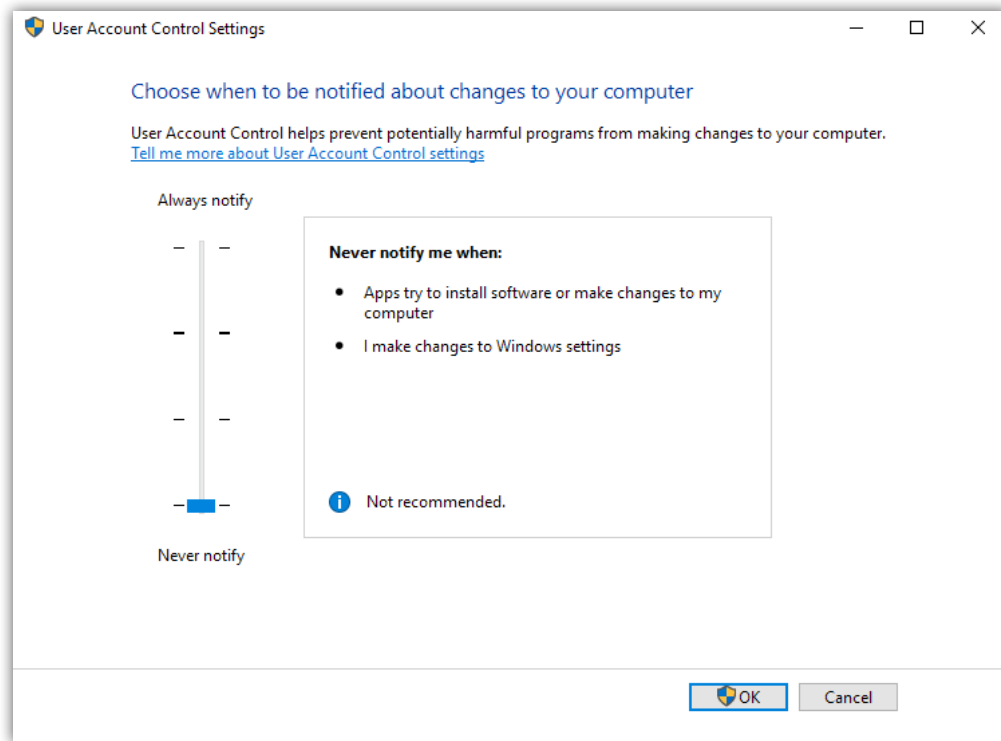 User Account Control Settings
Choose when to be notified about changes to your computer
User Account Control helps prevent potentially harmful programs from making changes to your computer.
Tell me more about User Account Control settings
Always notify
Never notify me when:
Apps try to install software or make changes to my
computer
I make changes to Windows settings
Not recommended.
Never notify
OK
Cancel